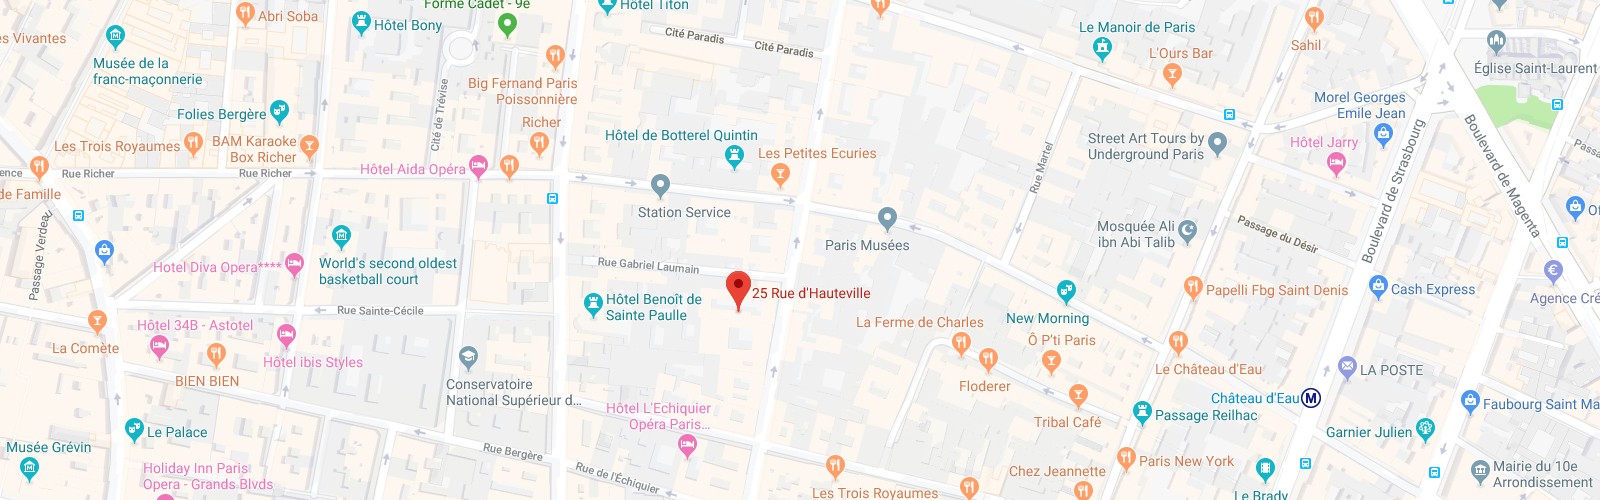 Forme Cadet - 9e
Hôtel Titon
Abri Soba
Hôtel Bony
Le Manoir de Paris
Cité Paradis
Cité Paradis
Sahil
es Vivantes
L'Ours Bar
Musée de la
franc-maçonnerie
Église Saint-Laurent
Big Fernand Paris
Poissonnière
Cité de Trévise
Morel Georges
Emile Jean
Folies Bergère
Richer
Boulevard de Strasbourg
Boulevard de Magenta
BAM Karaoke
Box Richer
Les Trois Royaumes
Hôtel de Botterel Quintin
Les Petites Ecuries
Street Art Tours by
Underground Paris
Hôtel Jarry
Passa
Rue Martel
ence
Rue Richer
Rue Richer
Hôtel Aida Opéra
de Famille
Station Service
Of
Passage Verdeau
Paris Musées
Mosquée Ali
ibn Abi Talib
Passage du Désir
World's second oldest
basketball court
Hotel Diva Opera****
Rue Gabriel Laumain
25 Rue d'Hauteville
Papelli Fbg Saint Denis
Cash Express
Agence Cré
Hôtel Benoît de
Sainte Paulle
Rue Sainte-Cécile
New Morning
La Ferme de Charles
Hôtel 34B - Astotel
La Comète
Ô P'ti Paris
Hôtel ibis Styles
Le Château d'Eau
LA POSTE
BIEN BIEN
Conservatoire
National Supérieur d...
Floderer
Château d'Eau
M
Faubourg Saint Ma
Hôtel L'Echiquier
Opéra Paris...
Passage Reilhac
Tribal Café
Le Palace
Garnier Julien
Musée Grévin
Rue Bergère
Paris New York
Holiday Inn Paris
Opera - Grands Blvds
Rue de l'Échiquier
Chez Jeannette
Mairie du 10e
Arrondissement
Les Trois Royaumes
Le Brady